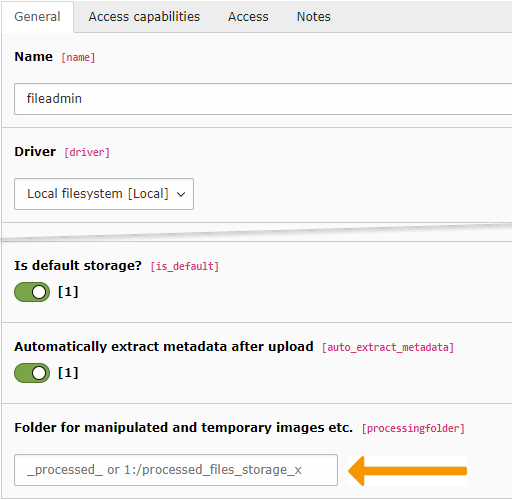 General Access capabilities Access Notes
Name [name]
fileadmin
Driver [driver]
Local filesystem [Local]
Is default storage? [is_default]
[1]
Automatically extract metadata after upload [auto_extract_metadata]
[1]
Folder for manipulated and temporary images etc. [processingfolder]
_processed_ or 1:/processed_files_storage_x